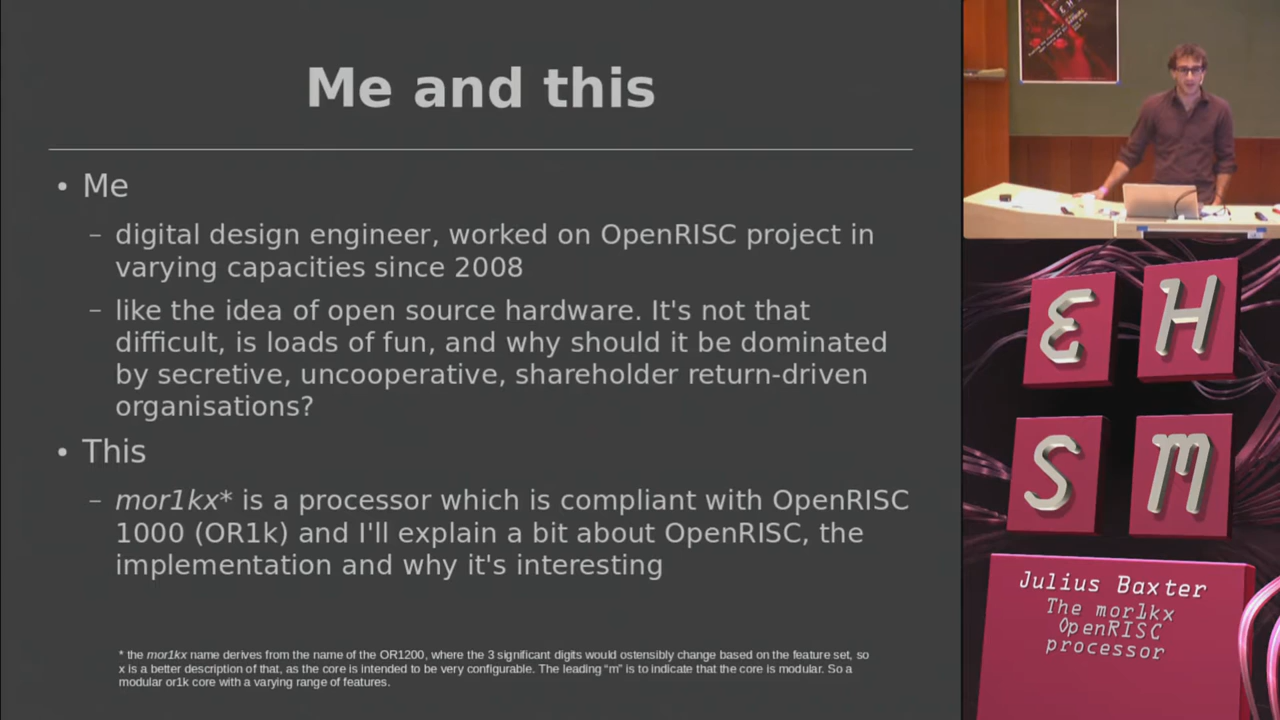 Me and this
• Me
– digital design engineer, worked on OpenRISC project in
varying capacities since 2008
– like the idea of open source hardware. It's not that
difficult, is loads of fun, and why should it be dominated
by secretive, uncooperative, shareholder return-driven
organisations?
• This
– mor1kx* is a processor which is compliant with OpenRISC
1000 (OR1k) and I'll explain a bit about OpenRISC, the
implementation and why it's interesting
* the mor1kx name derives from the name of the OR1200, where the 3 significant digits would ostensibly change based on the feature set, so
x is a better description of that, as the core is intended to be very configurable. The leading “m” is to indicate that the core is modular. So a
modular or1k core with a varying range of features.
E H
S M
Julius Baxter
The mor1kx
OpenRISC
processor